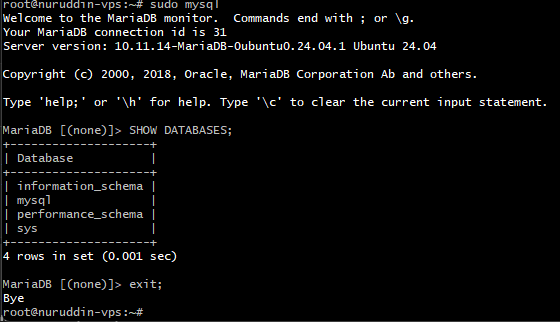 root@nuruddin-vps:~# sudo mysql
Welcome to the MariaDB monitor.  Commands end with ; or \g.
Your MariaDB connection id is 31
Server version: 10.11.14-MariaDB-0ubuntu0.24.04.1 Ubuntu 24.04

Copyright (c) 2000, 2018, Oracle, MariaDB Corporation Ab and others.

Type 'help;' or '\h' for help. Type '\c' to clear the current input statement.

MariaDB [(none)]> SHOW DATABASES;
+--------------------+
| Database           |
+--------------------+
| information_schema |
| mysql              |
| performance_schema |
| sys                |
+--------------------+
4 rows in set (0.001 sec)

MariaDB [(none)]> exit;
Bye
root@nuruddin-vps:~#